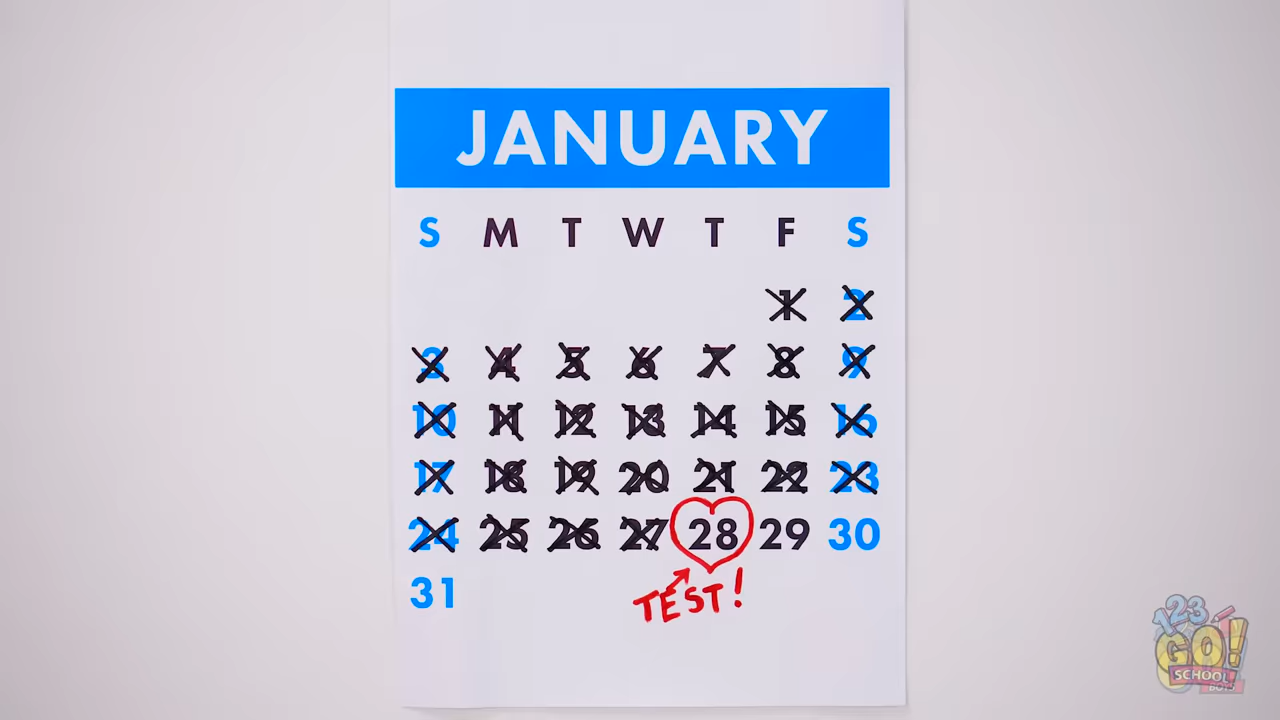 JANUARY
S M T W T F S
1 2
3 4 5 6 7 8 9
10 11 12 13 14 15 16
17 18 19 20 21 22 23
24 25 26 27 28 29 30
31
TEST!
123
GO!
SCHOOL